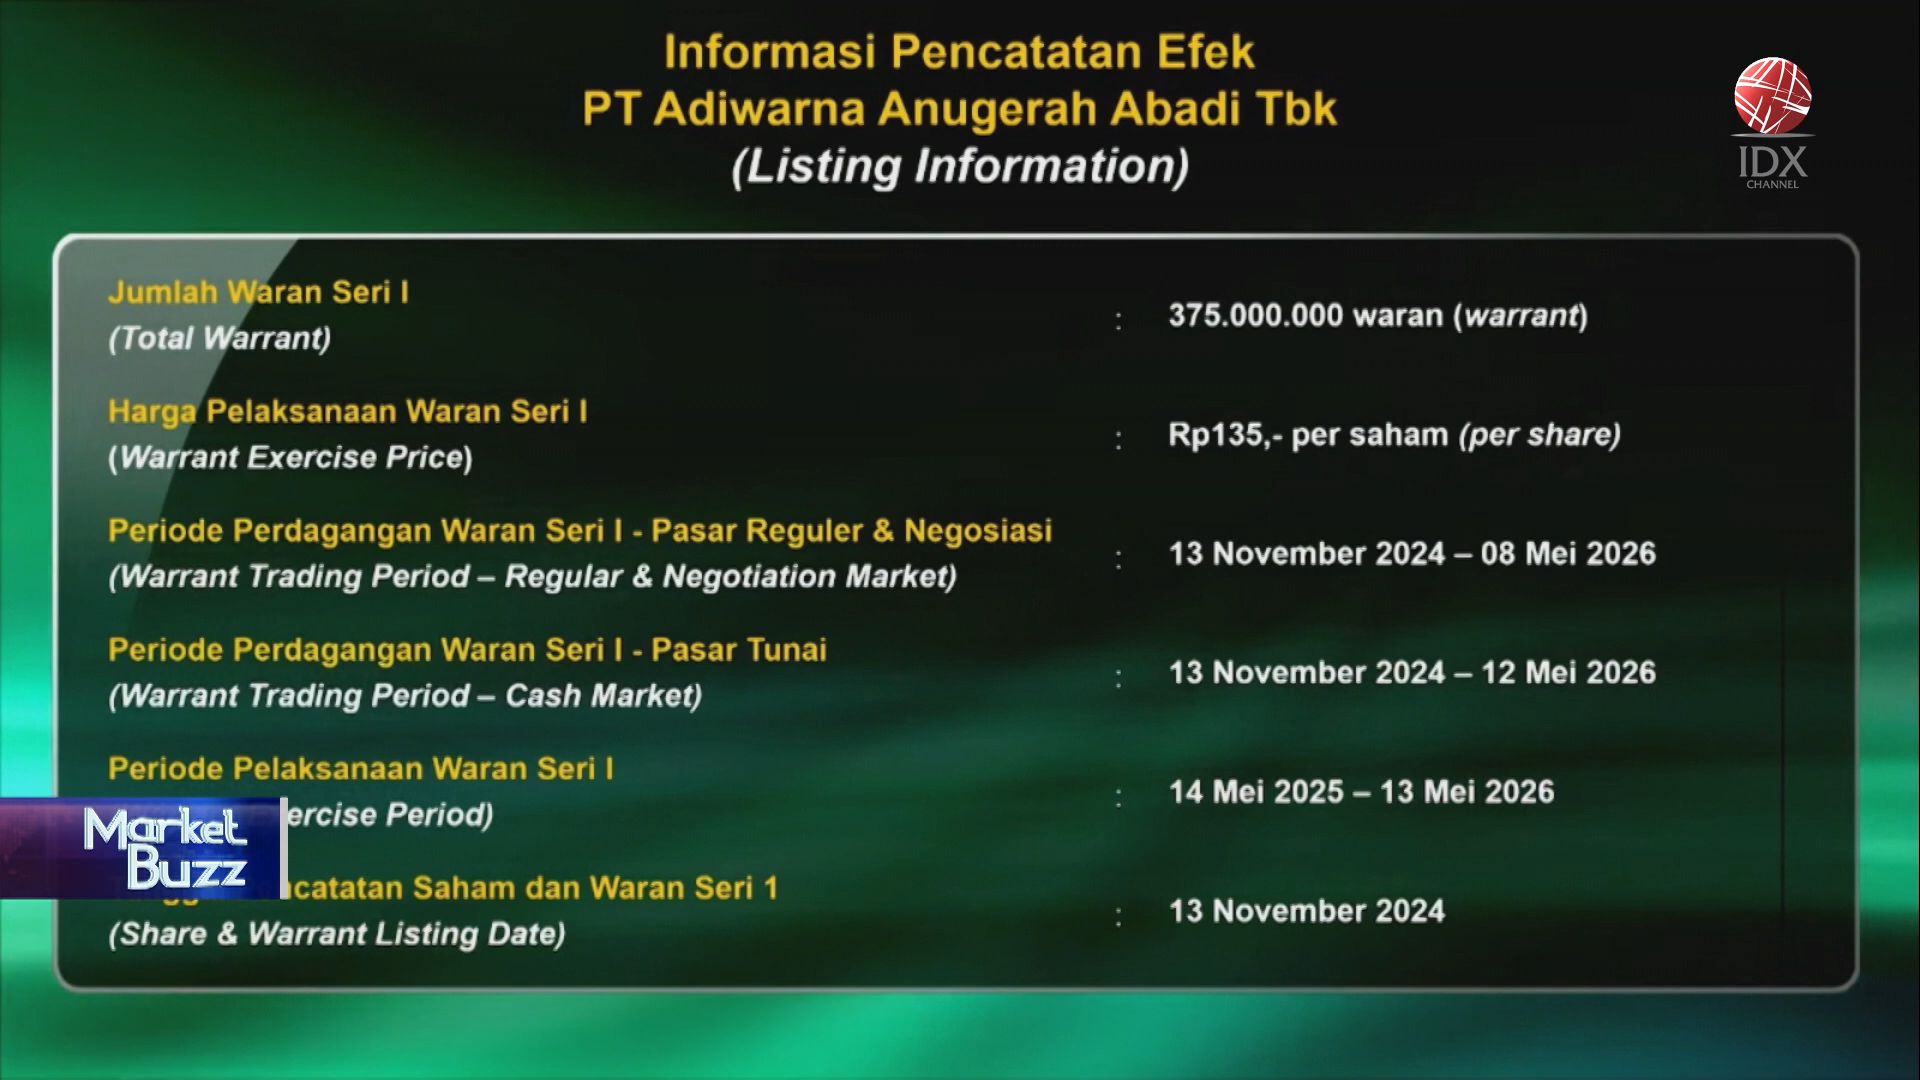 Informasi Pencatatan Efek
PT Adiwarna Anugerah Abadi Tbk
(Listing Information)
IDX
CHANNEL
Jumlah Waran Seri I
(Total Warrant)
: 375.000.000 waran (warrant)
Harga Pelaksanaan Waran Seri I
(Warrant Exercise Price)
: Rp135,- per saham (per share)
Periode Perdagangan Waran Seri I - Pasar Reguler & Negosiasi
(Warrant Trading Period – Regular & Negotiation Market)
: 13 November 2024 – 08 Mei 2026
Periode Perdagangan Waran Seri I - Pasar Tunai
(Warrant Trading Period – Cash Market)
: 13 November 2024 – 12 Mei 2026
Periode Pelaksanaan Waran Seri I
ercise Period)
: 14 Mei 2025 – 13 Mei 2026
Market
Buzz
ncatatan Saham dan Waran Seri 1
(Share & Warrant Listing Date)
: 13 November 2024